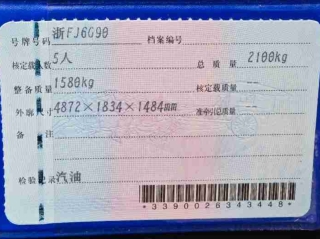 号牌号码 浙FJ6G90 档案编号
核定载人数 5人 总质量 2100kg
整备质量 1580kg 核定载质量
外廓尺寸 4872×1834×1484mm 准牵引总质量
备注
检验记录 汽油
*3390026343448*